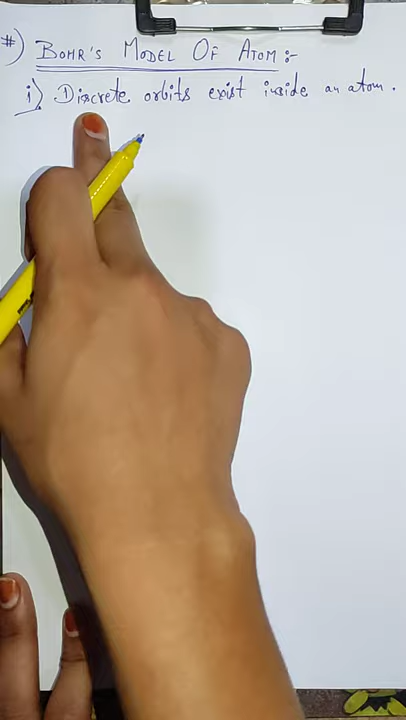 #) BOHR'S MODEL OF ATOM :-
i) Discrete orbits exist inside an atom.